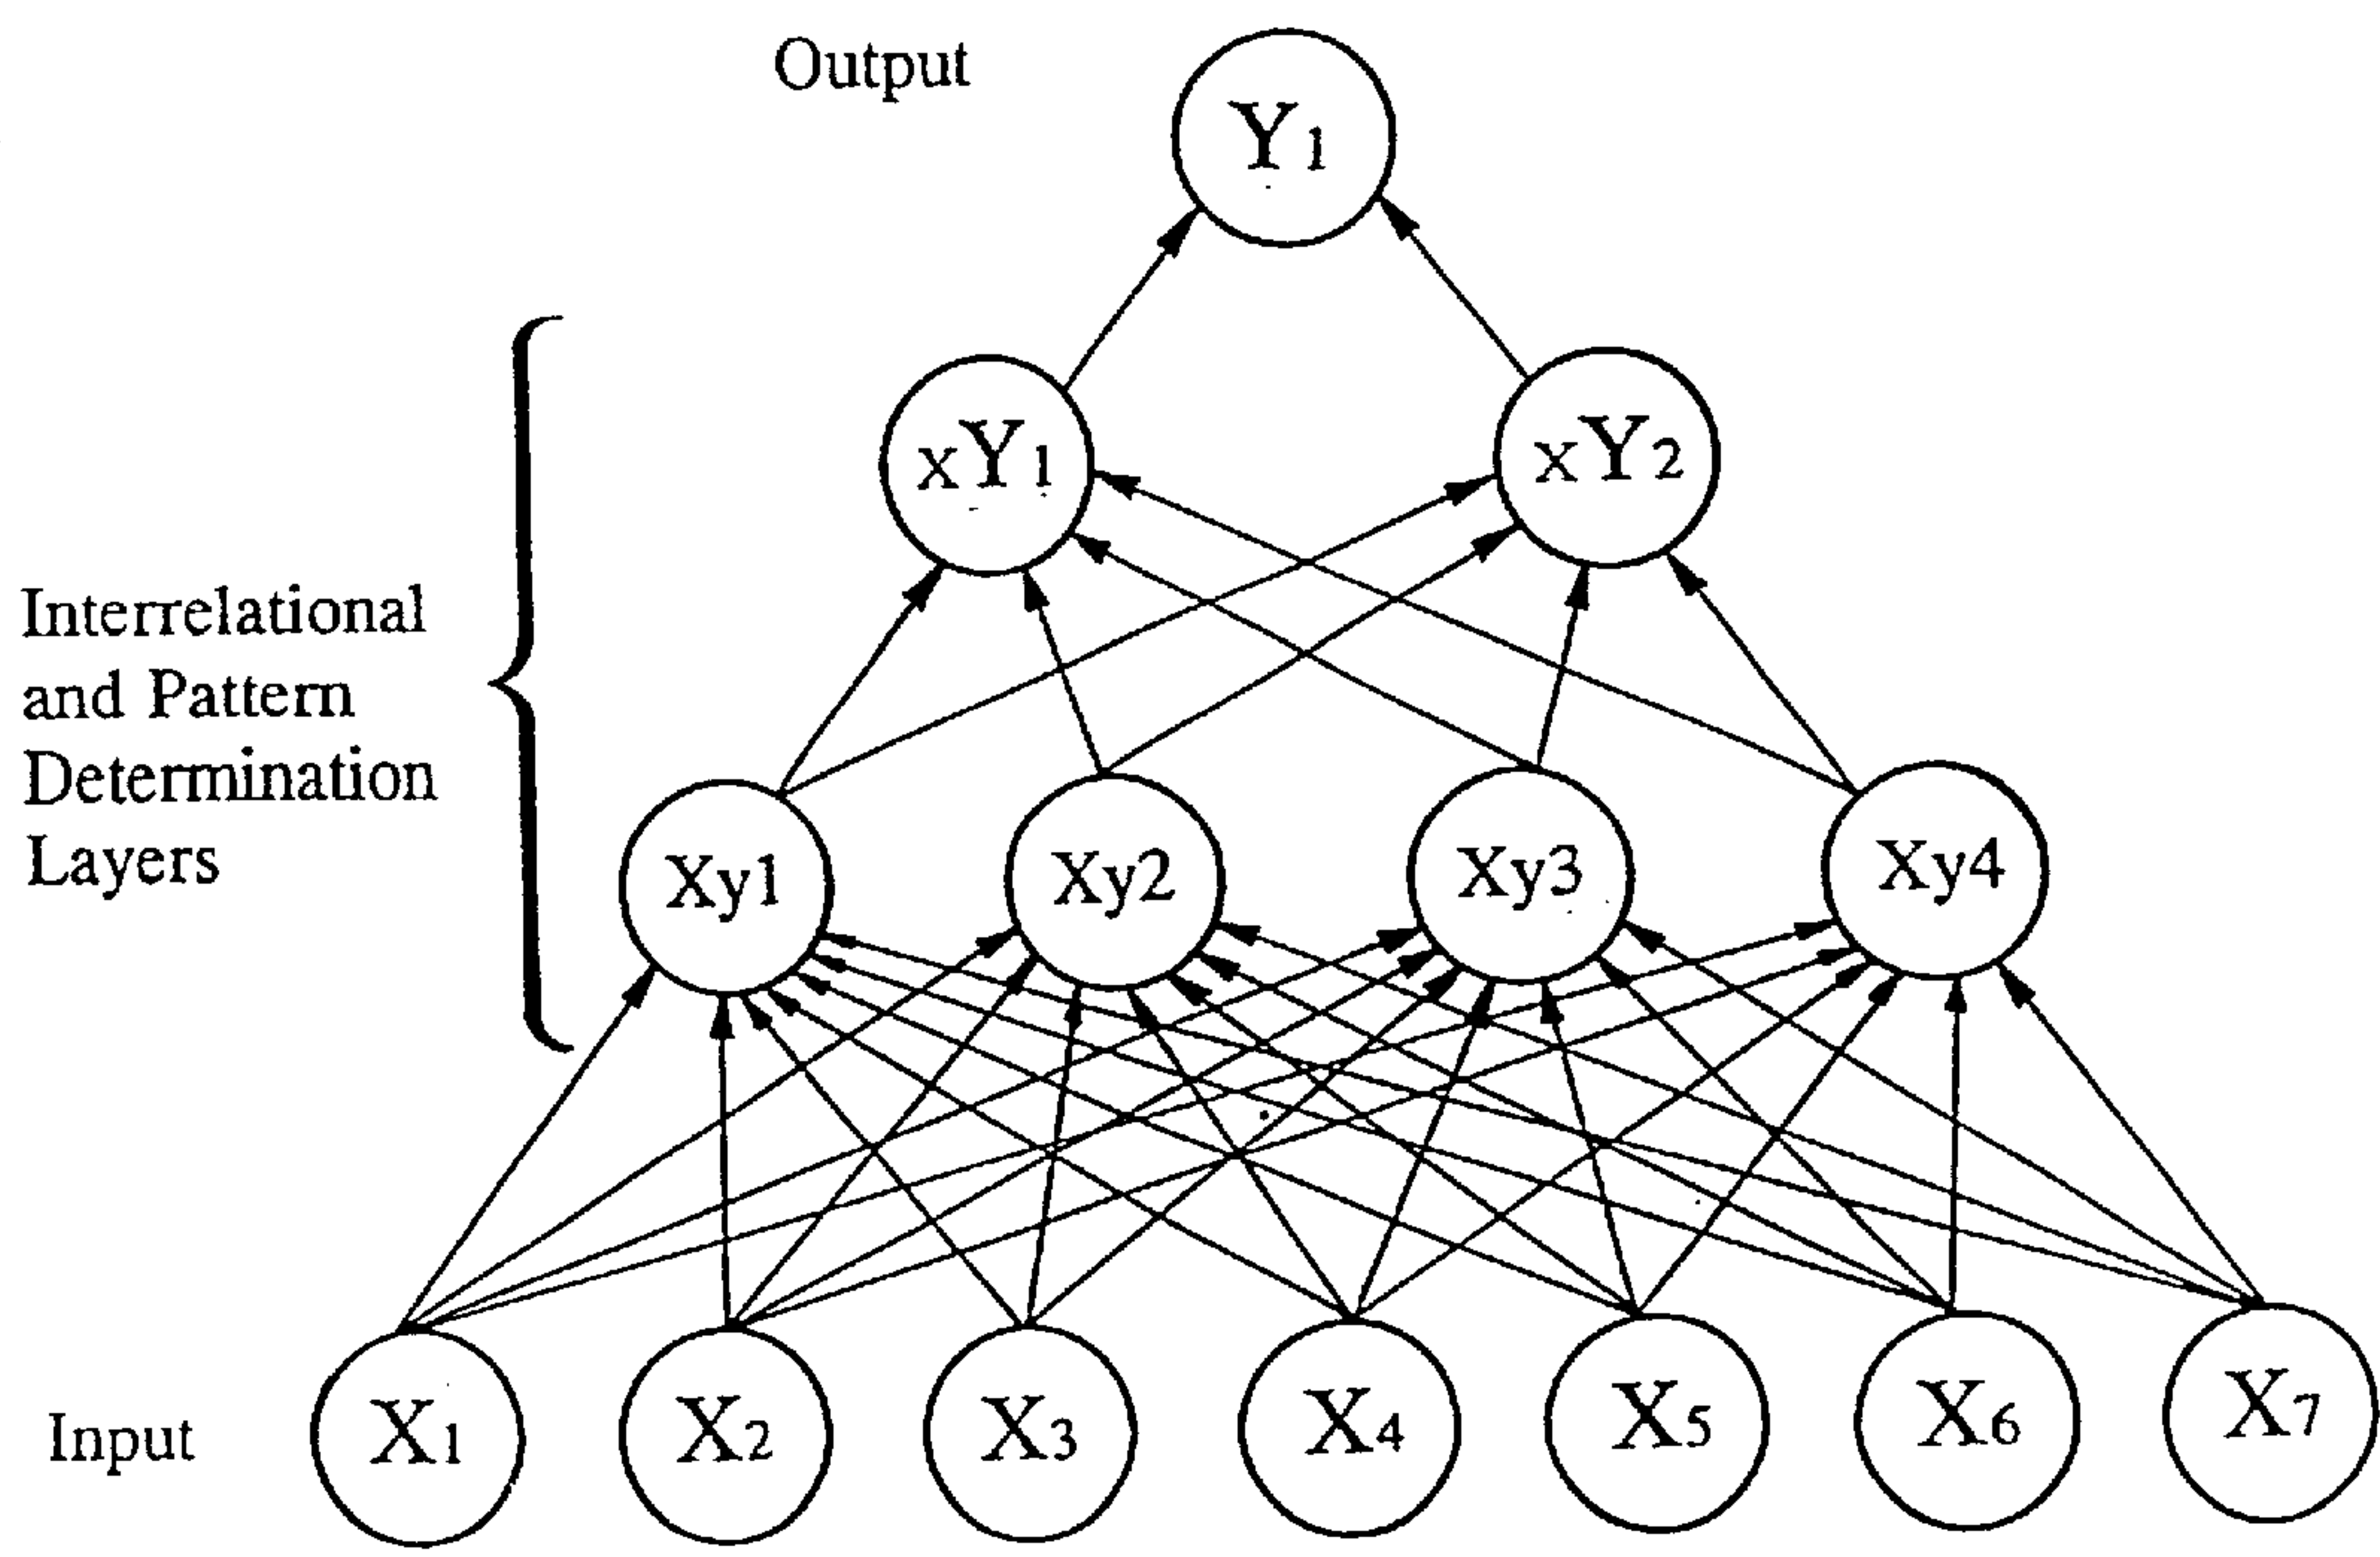 Output
Y1
xY1
xY2
Interrelational
and Pattern
Determination
Layers
Xy1
Xy2
Xy3
Xy4
Input
X1
X2
X3
X4
X5
X6
X7